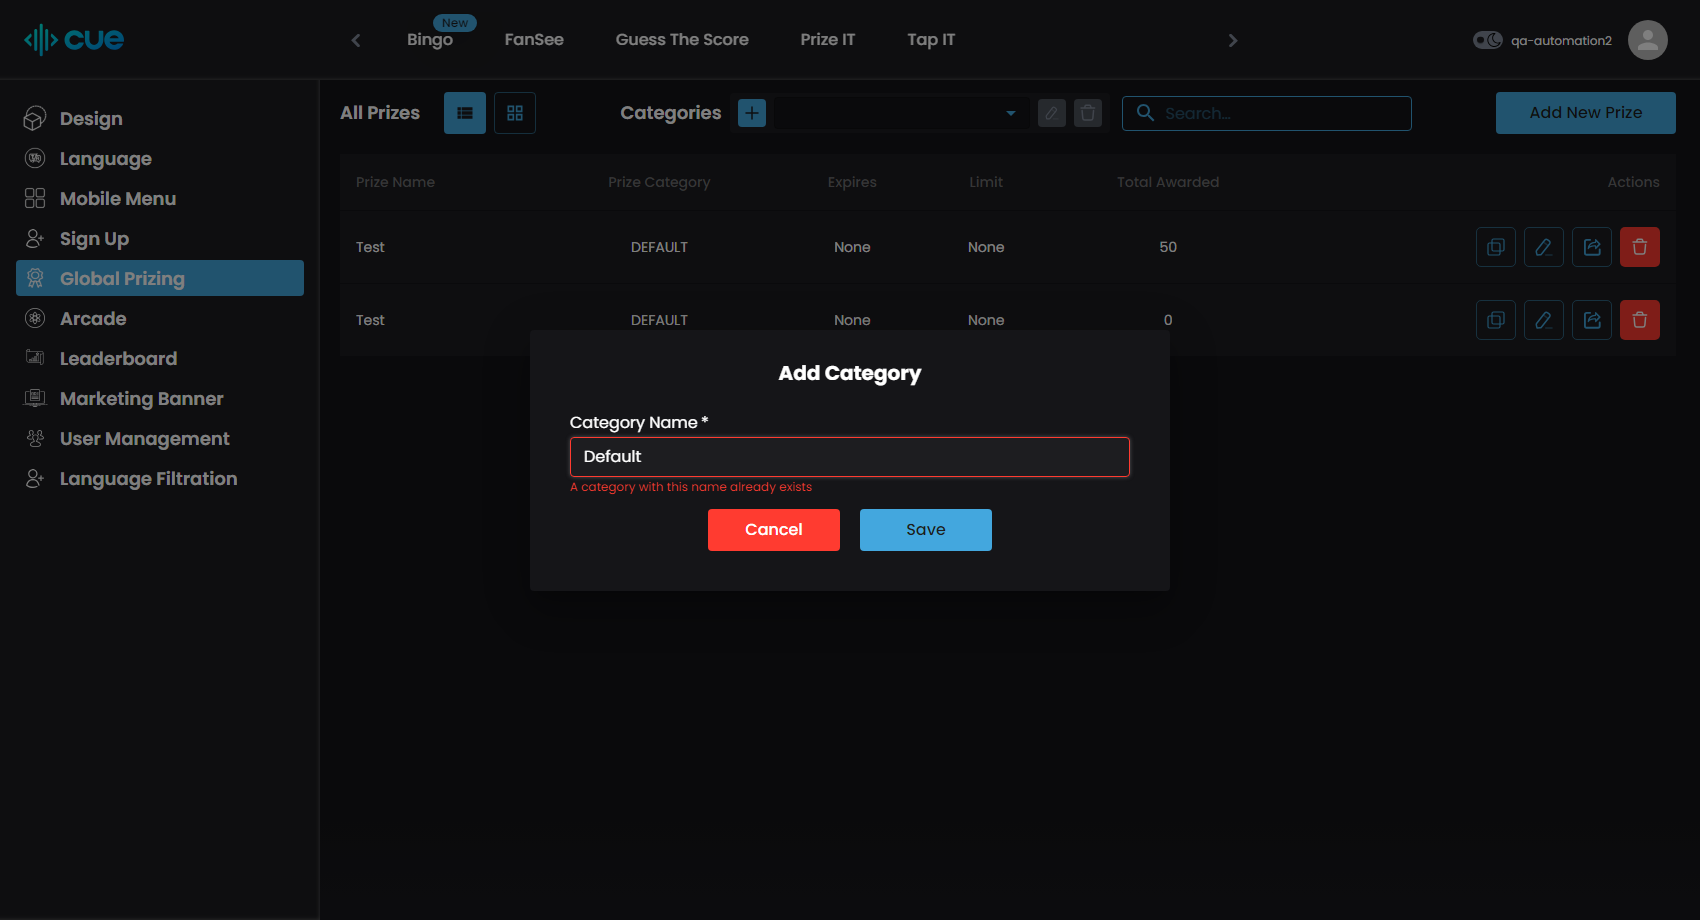 cue
Bingo
New
FanSee
Guess The Score
Prize IT
Tap IT
qa-automation2
Design
Language
Mobile Menu
Sign Up
Global Prizing
Arcade
Leaderboard
Marketing Banner
User Management
Language Filtration
All Prizes
Categories
Search...
Add New Prize
Prize Name Prize Category Expires Limit Total Awarded Actions
Test DEFAULT None None 50
Test DEFAULT None None 0
Add Category
Category Name *
Default
A category with this name already exists
Cancel
Save